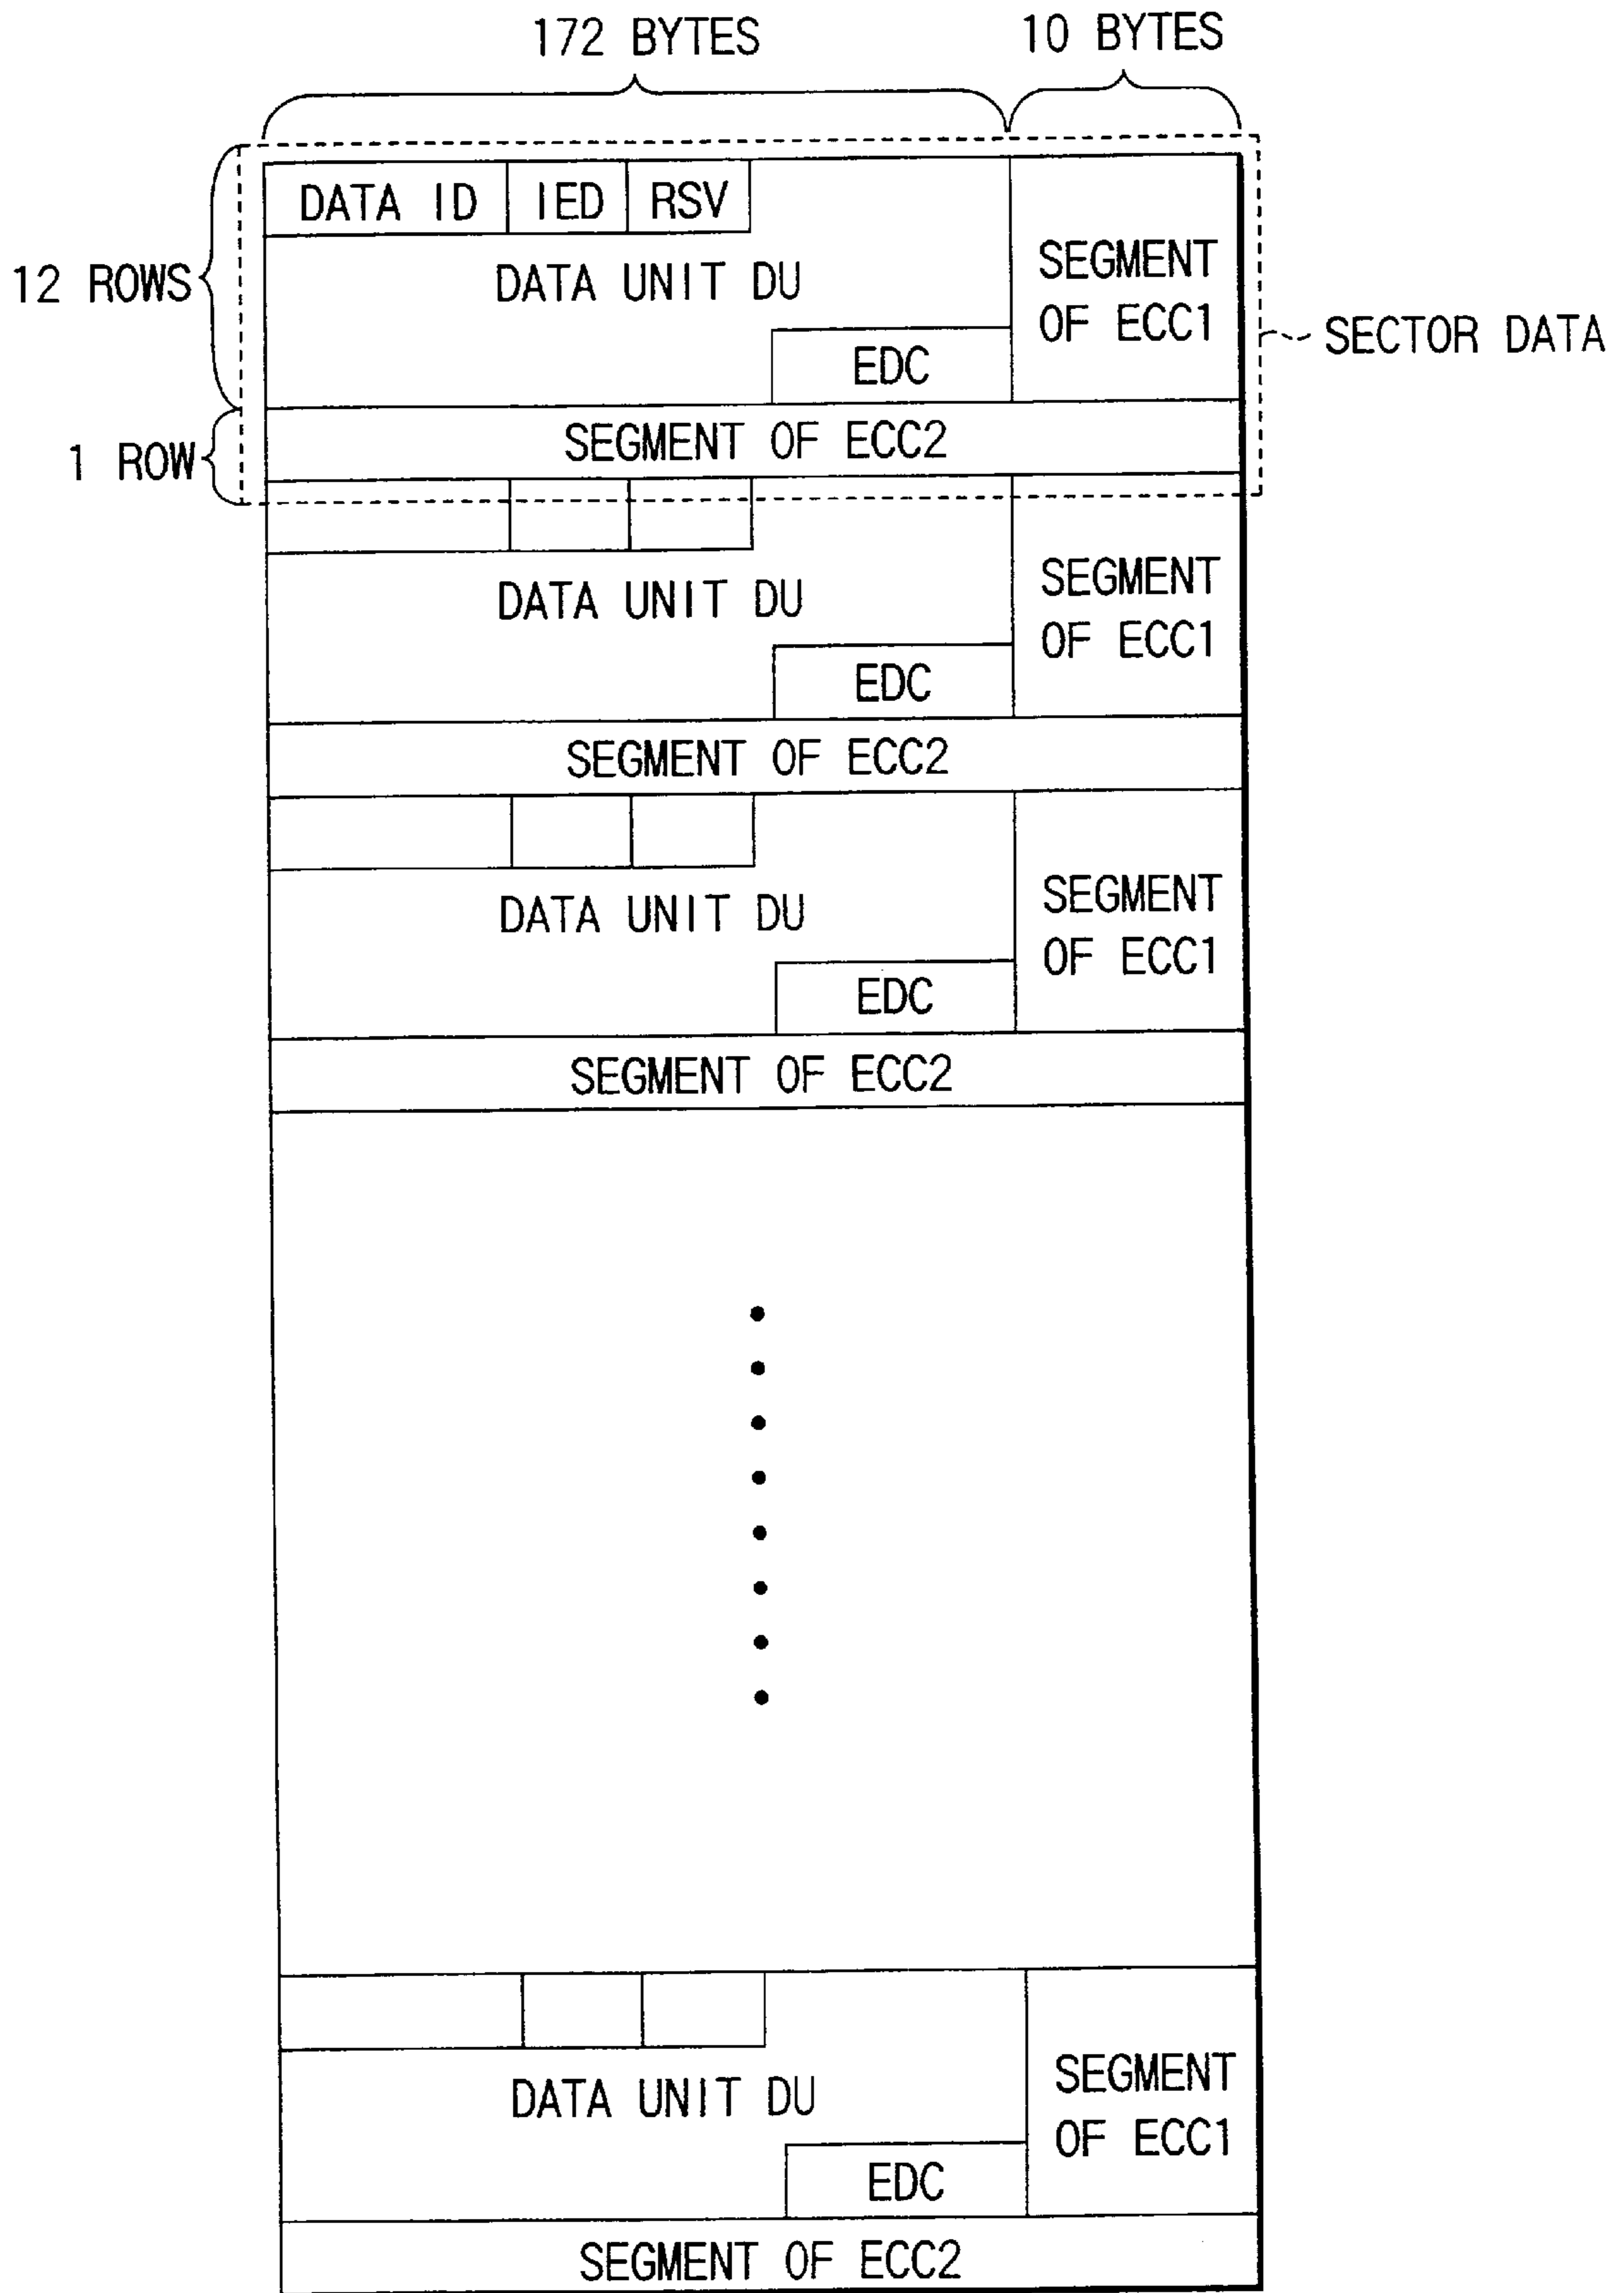 172 BYTES
10 BYTES
DATA ID
IED
RSV
12 ROWS
DATA UNIT DU
SEGMENT
OF ECC1
SECTOR DATA
EDC
1 ROW
SEGMENT OF ECC2
DATA UNIT DU
SEGMENT
OF ECC1
EDC
SEGMENT OF ECC2
DATA UNIT DU
SEGMENT
OF ECC1
EDC
SEGMENT OF ECC2
DATA UNIT DU
SEGMENT
OF ECC1
EDC
SEGMENT OF ECC2